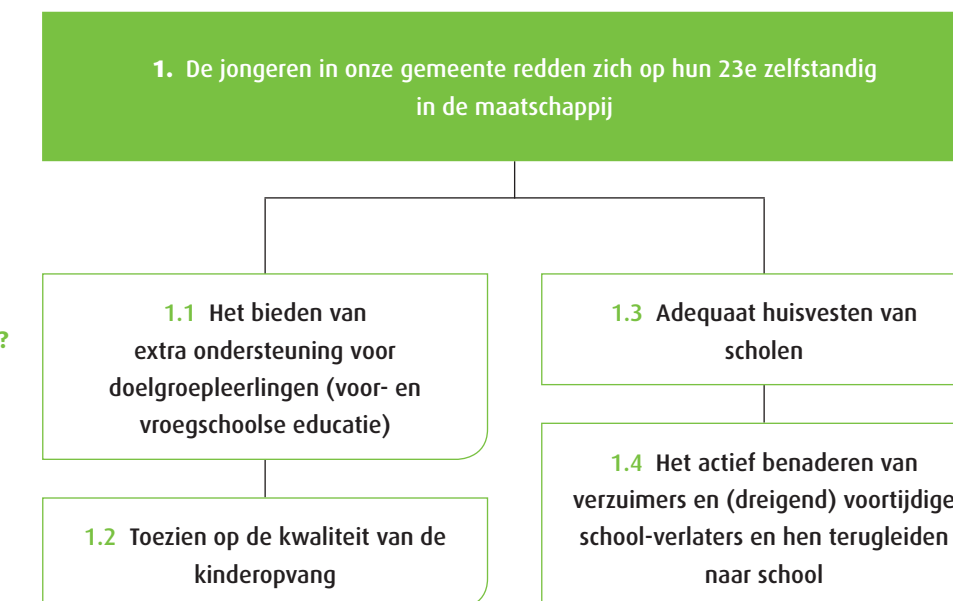 1. De jongeren in onze gemeente redden zich op hun 23e zelfstandig
in de maatschappij
?
1.1 Het bieden van
extra ondersteuning voor
doelgroepleerlingen (voor- en
vroegschoolse educatie)
1.2 Toezien op de kwaliteit van de
kinderopvang
1.3 Adequaat huisvesten van
scholen
1.4 Het actief benaderen van
verzuimers en (dreigend) voortijdige
school-verlaters en hen terugleiden
naar school